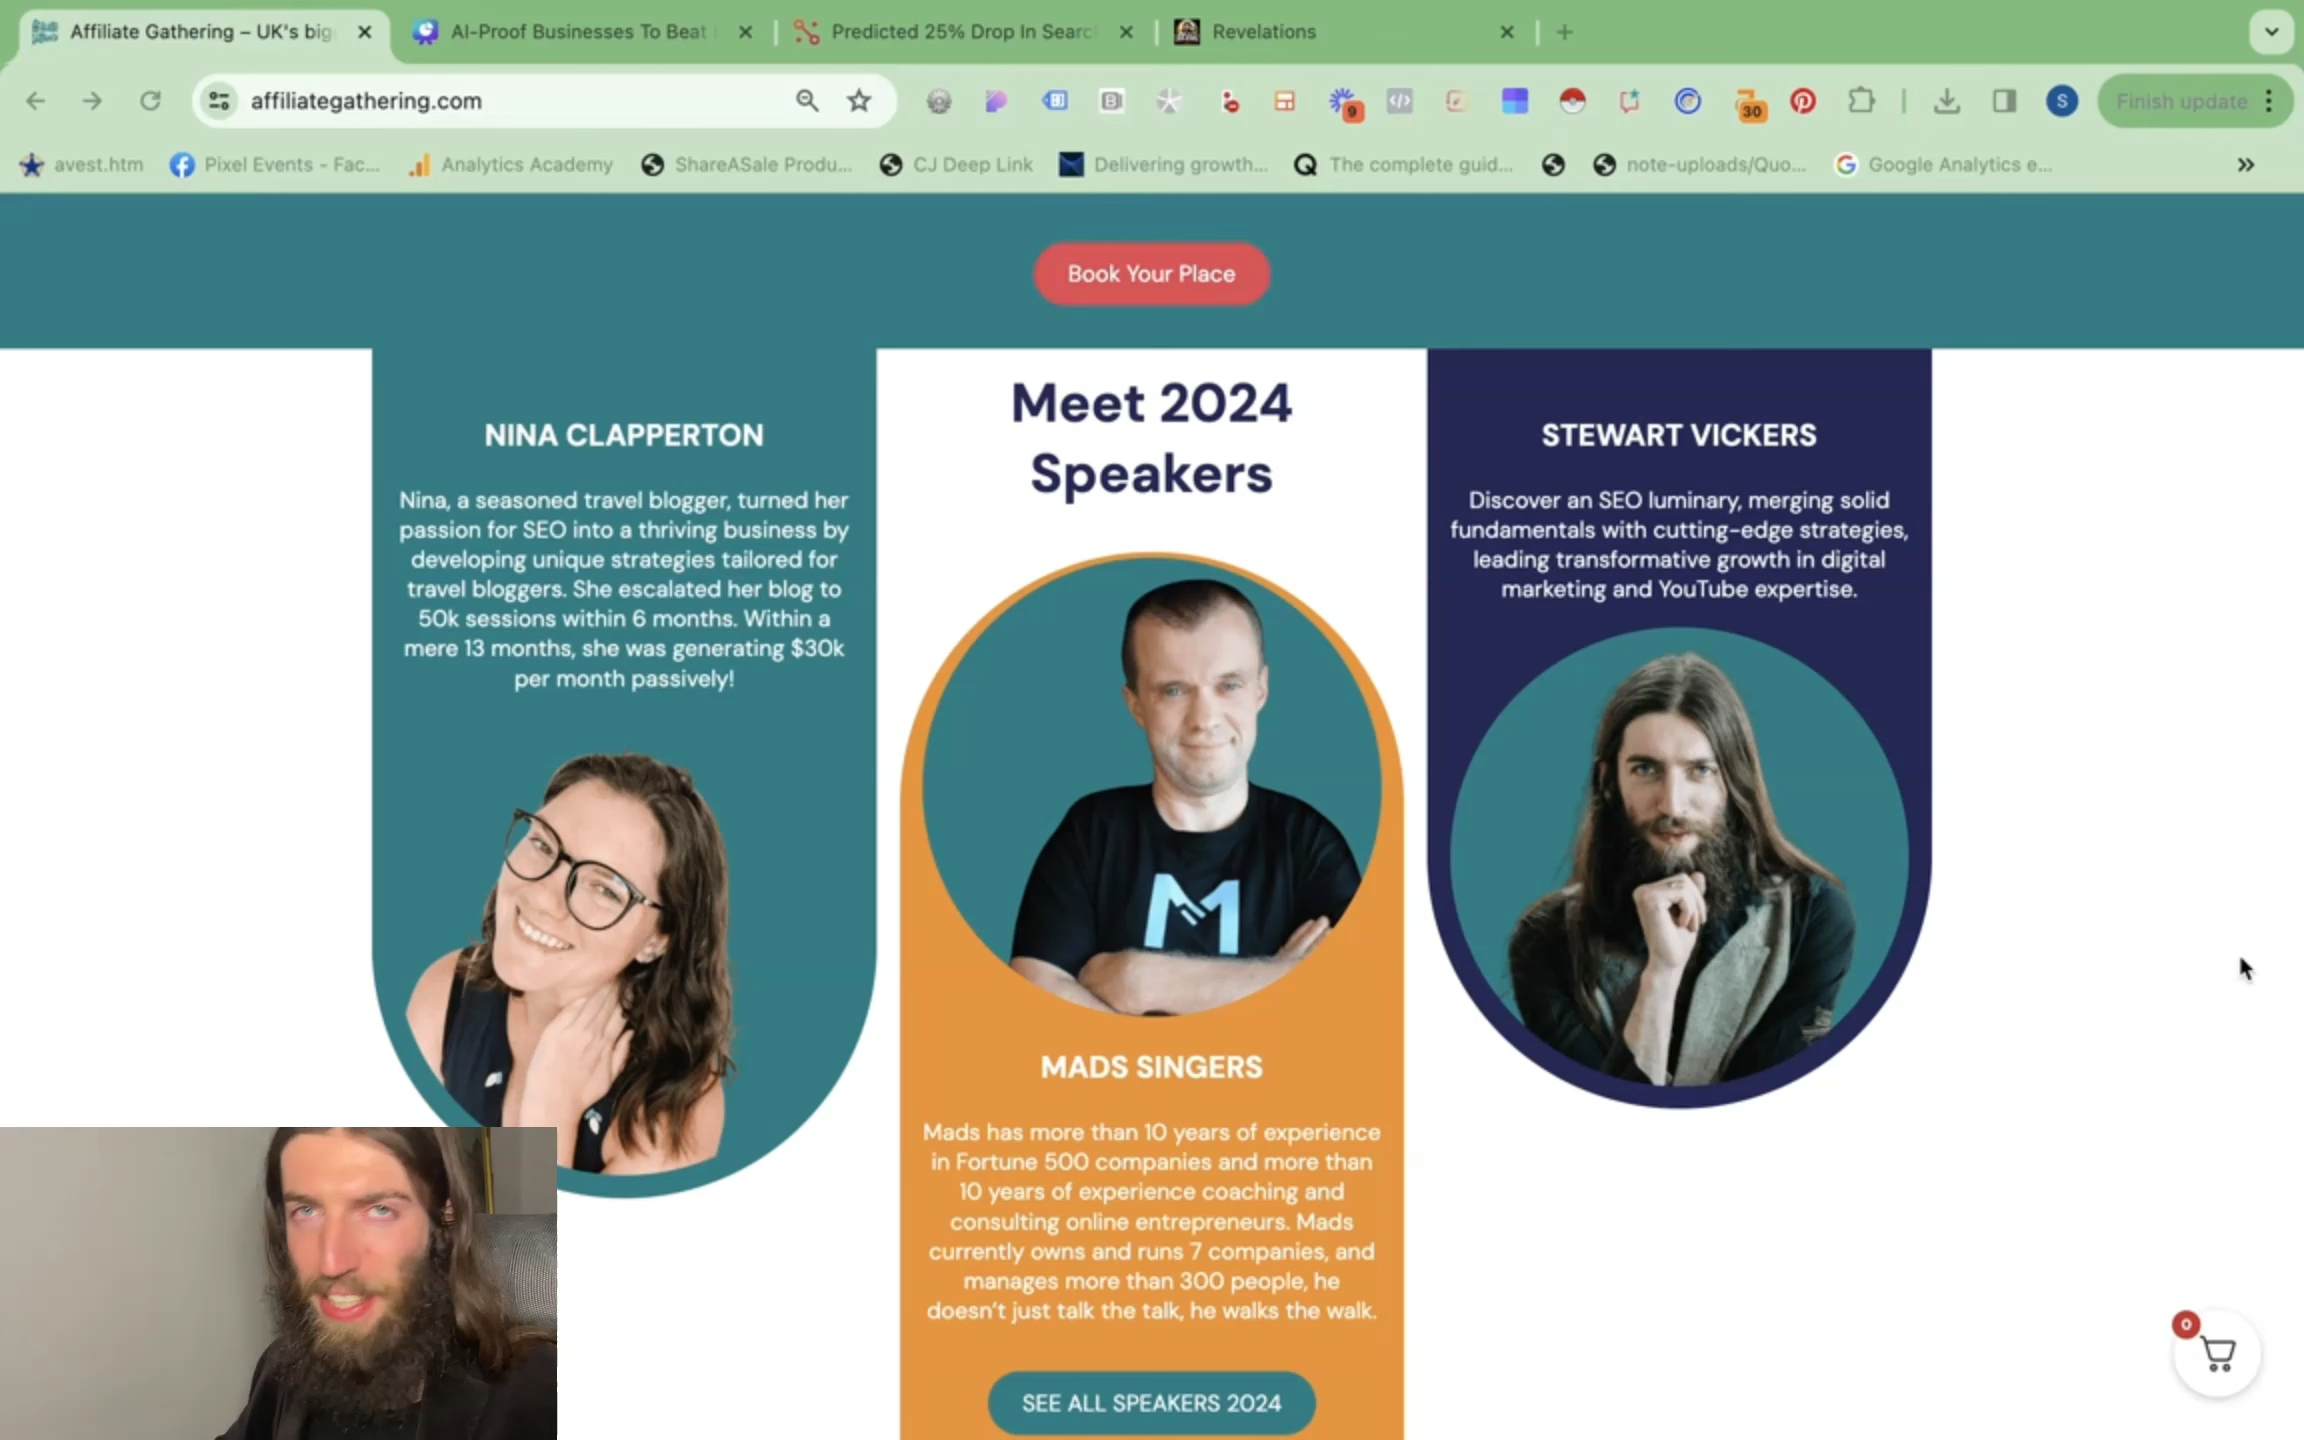 Affiliate Gathering – UK's big
AI-Proof Businesses To Beat
Predicted 25% Drop In Searc
Revelations
affiliategathering.com
9
30
S
Finish update
avest.htm
Pixel Events - Fac...
Analytics Academy
ShareASale Produ...
CJ Deep Link
Delivering growth...
The complete guid...
note-uploads/Quo...
Google Analytics e...
Book Your Place
NINA CLAPPERTON
Nina, a seasoned travel blogger, turned her
passion for SEO into a thriving business by
developing unique strategies tailored for
travel bloggers. She escalated her blog to
50k sessions within 6 months. Within a
mere 13 months, she was generating $30k
per month passively!
Meet 2024
Speakers
M
MADS SINGERS
Mads has more than 10 years of experience
in Fortune 500 companies and more than
10 years of experience coaching and
consulting online entrepreneurs. Mads
currently owns and runs 7 companies, and
manages more than 300 people, he
doesn't just talk the talk, he walks the walk.
SEE ALL SPEAKERS 2024
STEWART VICKERS
Discover an SEO luminary, merging solid
fundamentals with cutting-edge strategies,
leading transformative growth in digital
marketing and YouTube expertise.
0